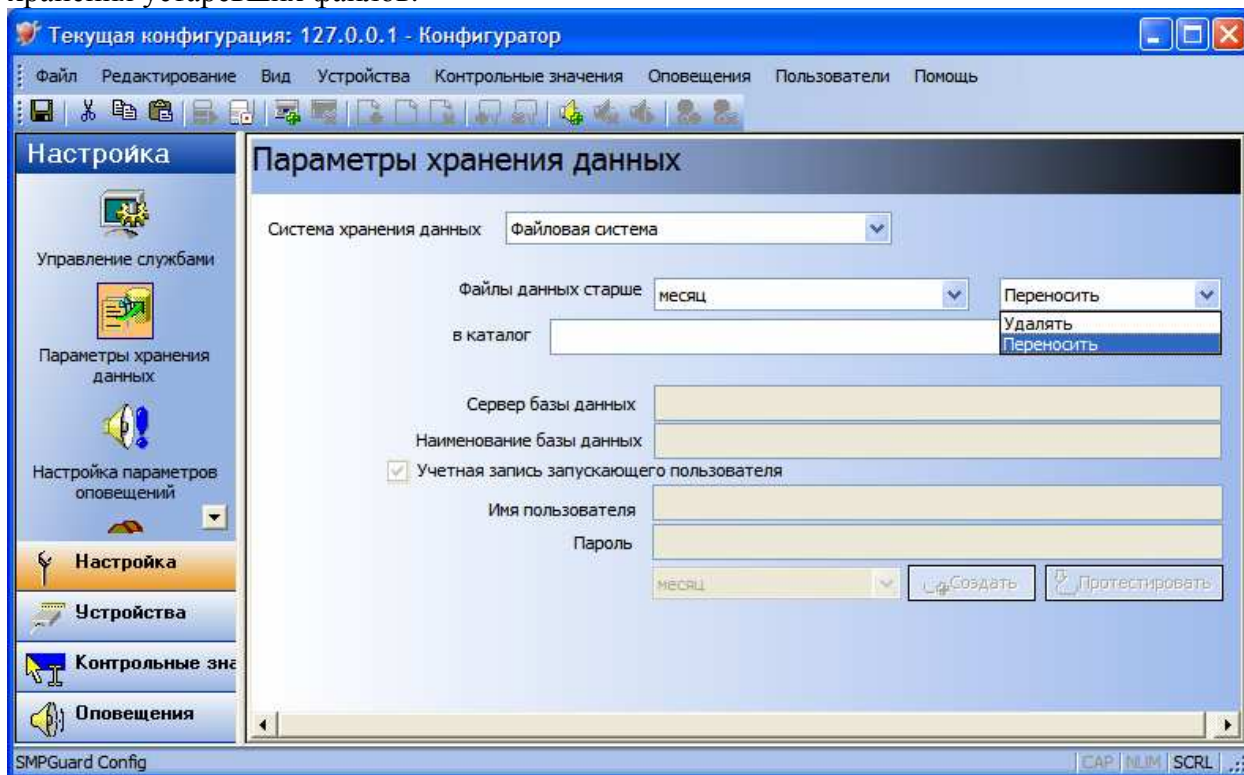 хранения устаревших файлов.
Текущая конфигурация: 127.0.0.1 - Конфигуратор
Файл Редактирование Вид Устройства Контрольные значения Оповещения Пользователи Помощь
Настройка
Параметры хранения данных
Управление службами
Параметры хранения
данных
Настройка параметров
оповещений
Настройка
Устройства
Контрольные зна
Оповещения
Система хранения данных Файловая система
Файлы данных старше месяц Переносить
Удалять
Переносить
в каталог
Сервер базы данных
Наименование базы данных
Учетная запись запускающего пользователя
Имя пользователя
Пароль
месяц Создать Протестировать
SMPGuard Config CAP NUM SCRL